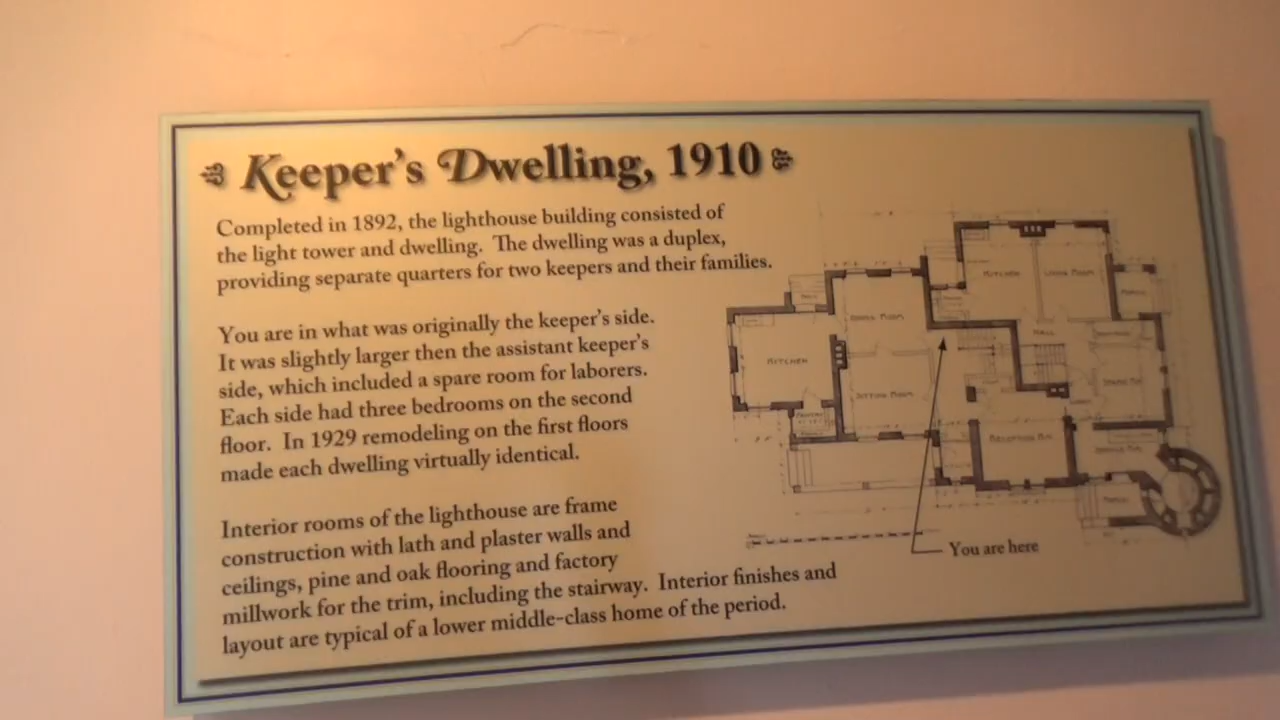 Keeper's Dwelling, 1910
Completed in 1892, the lighthouse building consisted of
the light tower and dwelling. The dwelling was a duplex,
providing separate quarters for two keepers and their families.
You are in what was originally the keeper's side.
It was slightly larger then the assistant keeper's
side, which included a spare room for laborers.
Each side had three bedrooms on the second
floor. In 1929 remodeling on the first floors
made each dwelling virtually identical.
Interior rooms of the lighthouse are frame
construction with lath and plaster walls and
ceilings, pine and oak flooring and factory
millwork for the trim, including the stairway. Interior finishes and
layout are typical of a lower middle-class home of the period.
KITCHEN
LIVING ROOM
PORCH
HALL
DINING ROOM
KITCHEN
SITTING ROOM
PANTRY
RECEPTION RM
You are here